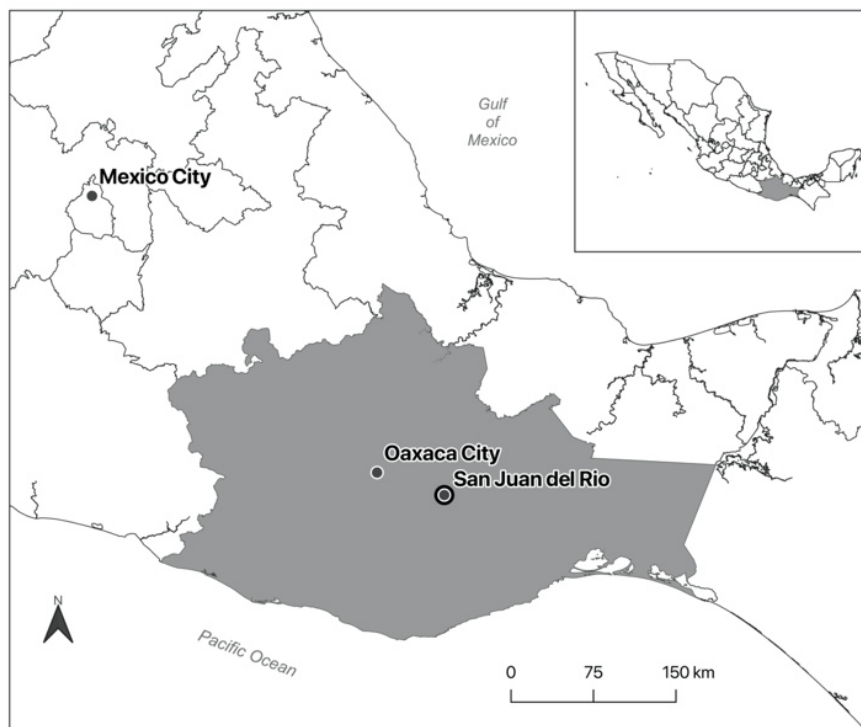 Gulf
of
Mexico
Mexico City
Oaxaca City
San Juan del Rio
N
Pacific Ocean
0 75 150 km